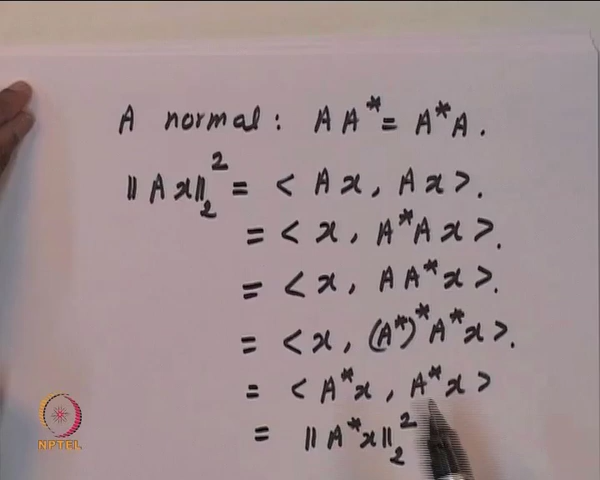 A normal: AA* = A*A.
||Ax||₂² = <Ax, Ax>.
= <x, A*Ax>.
= <x, AA*x>.
= <x, (A*)*A*x>.
= <A*x, A*x>
= ||A*x||₂²
NPTEL